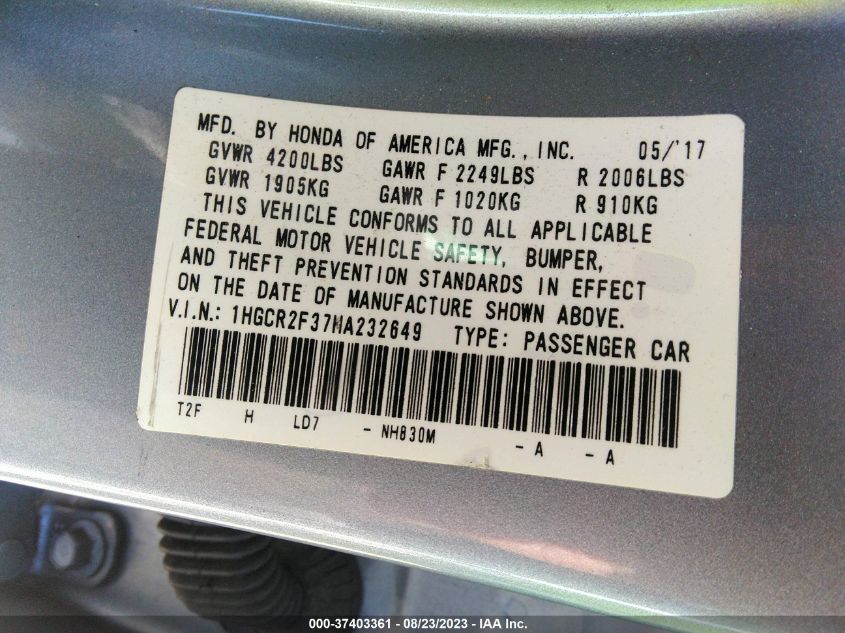 MFD. BY HONDA OF AMERICA MFG., INC. 05/'17
GVWR 4200LBS GAWR F 2249LBS R 2006LBS
GVWR 1905KG GAWR F 1020KG R 910KG
THIS VEHICLE CONFORMS TO ALL APPLICABLE
FEDERAL MOTOR VEHICLE SAFETY, BUMPER,
AND THEFT PREVENTION STANDARDS IN EFFECT
ON THE DATE OF MANUFACTURE SHOWN ABOVE.
V.I.N.: 1HGCR2F37HA232649 TYPE: PASSENGER CAR
T2F H LD7 - NH830M - A - A
000-37403361 - 08/23/2023 - IAA Inc.